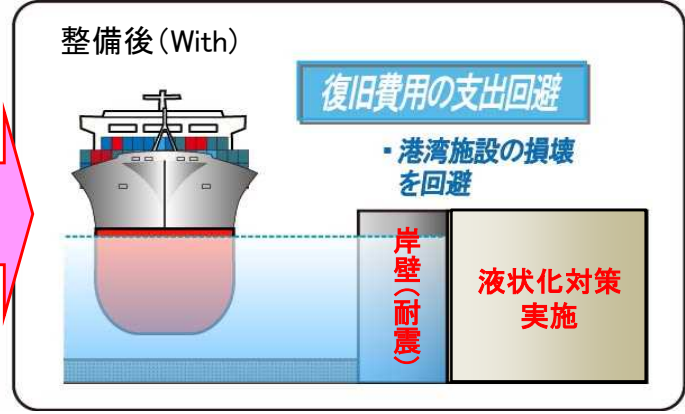 整備後(With)
復旧費用の支出回避
・港湾施設の損壊
を回避
岸壁(耐震)
液状化対策
実施